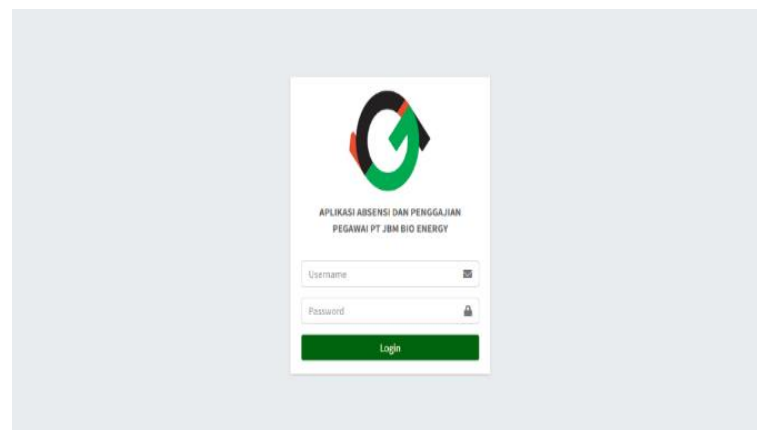 APLIKASI ABSENSI DAN PENGGAJIAN
PEGAWAI PT JBM BIO ENERGY
Username
Password
Login